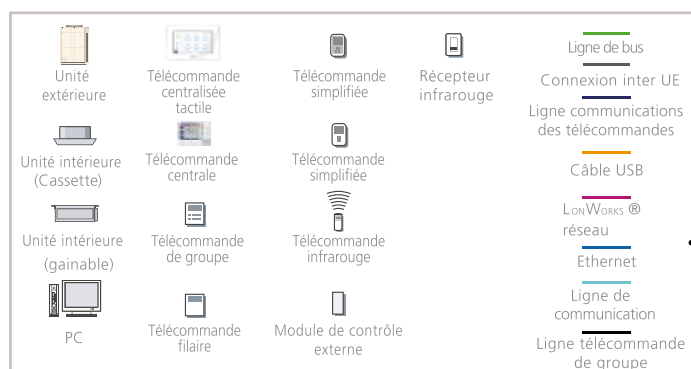 Unité
extérieure
Télécommande
centralisée
tactile
Télécommande
simplifiée
Récepteur
infrarouge
Ligne de bus
Connexion inter UE
Ligne communications
des télécommandes
Unité intérieure
(Cassette)
Télécommande
centrale
Télécommande
simplifiée
Câble USB
LONWORKS ®
réseau
Unité intérieure
(gainable)
Télécommande
de groupe
Télécommande
infrarouge
Ethernet
Ligne de
communication
PC
Télécommande
filaire
Module de contrôle
externe
Ligne télécommande
de groupe